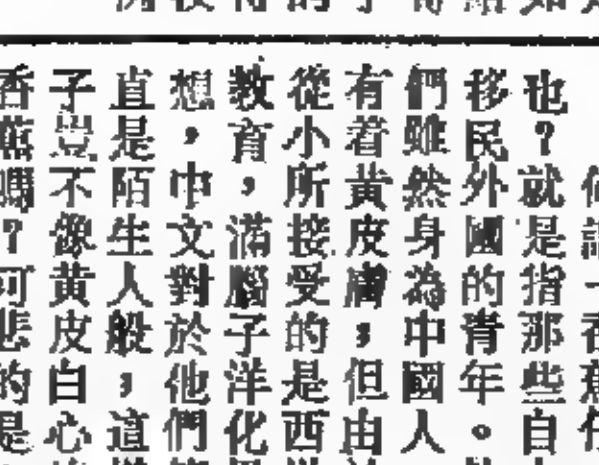 也？就是指那些自
移民外國的青年。
們雖然身為中國人
有着黃皮膚，但由
從小所接受的是西
教育，滿腦子洋化
想，中文對於他們
直是陌生人般，這
子豈不像黃皮白心
香蕉嗎？可悲的是